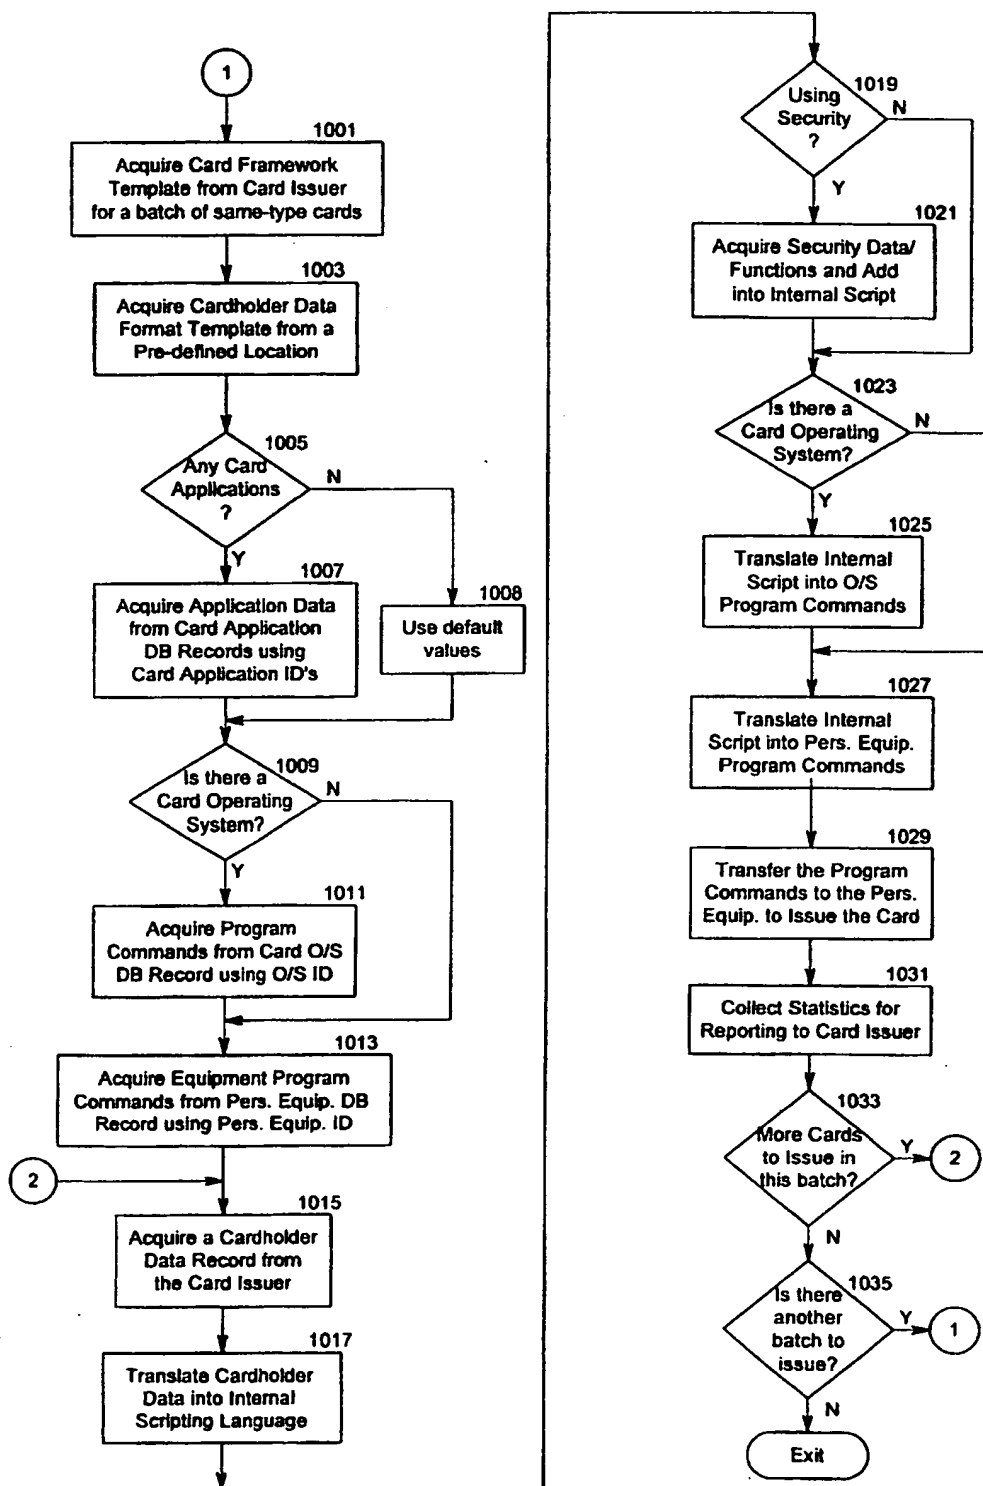 1
1001
Acquire Card Framework
Template from Card Issuer
for a batch of same-type cards
1003
Acquire Cardholder Data
Format Template from a
Pre-defined Location
1005
Any Card
Applications
?
N
Y
1007
Acquire Application Data
from Card Application
DB Records using
Card Application ID's
1008
Use default
values
1009
Is there a
Card Operating
System?
N
Y
1011
Acquire Program
Commands from Card O/S
DB Record using O/S ID
1013
Acquire Equipment Program
Commands from Pers. Equip. DB
Record using Pers. Equip. ID
2
1015
Acquire a Cardholder
Data Record from
the Card Issuer
1017
Translate Cardholder
Data into Internal
Scripting Language
1019
Using
Security
?
N
Y
1021
Acquire Security Data/
Functions and Add
into Internal Script
1023
Is there a
Card Operating
System?
N
Y
1025
Translate Internal
Script into O/S
Program Commands
1027
Translate Internal
Script into Pers. Equip.
Program Commands
1029
Transfer the Program
Commands to the Pers.
Equip. to Issue the Card
1031
Collect Statistics for
Reporting to Card Issuer
1033
More Cards
to Issue in
this batch?
Y
2
N
1035
Is there
another
batch to
issue?
Y
1
N
Exit